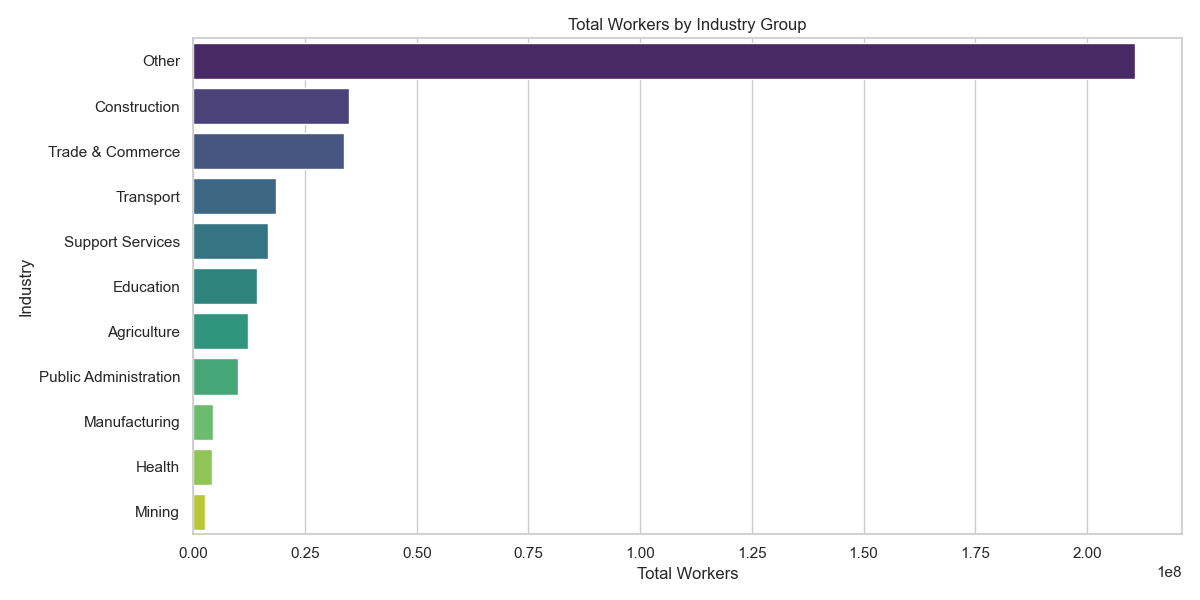 Total Workers by Industry Group
Other
Construction
Trade & Commerce
Transport
Support Services
Education
Agriculture
Public Administration
Manufacturing
Health
Mining
Industry
0.00 0.25 0.50 0.75 1.00 1.25 1.50 1.75 2.00
1e8
Total Workers